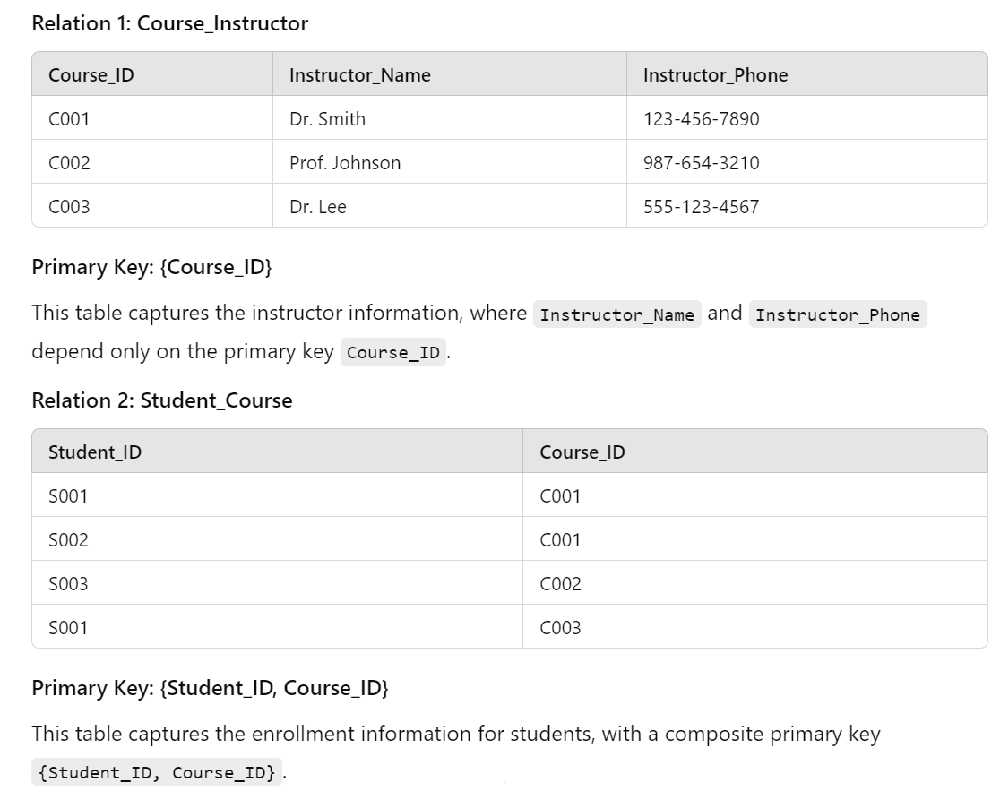 Relation 1: Course_Instructor
Course_ID Instructor_Name Instructor_Phone
C001 Dr. Smith 123-456-7890
C002 Prof. Johnson 987-654-3210
C003 Dr. Lee 555-123-4567
Primary Key: {Course_ID}
This table captures the instructor information, where Instructor_Name and Instructor_Phone
depend only on the primary key Course_ID.
Relation 2: Student_Course
Student_ID Course_ID
S001 C001
S002 C001
S003 C002
S001 C003
Primary Key: {Student_ID, Course_ID}
This table captures the enrollment information for students, with a composite primary key
{Student_ID, Course_ID}.